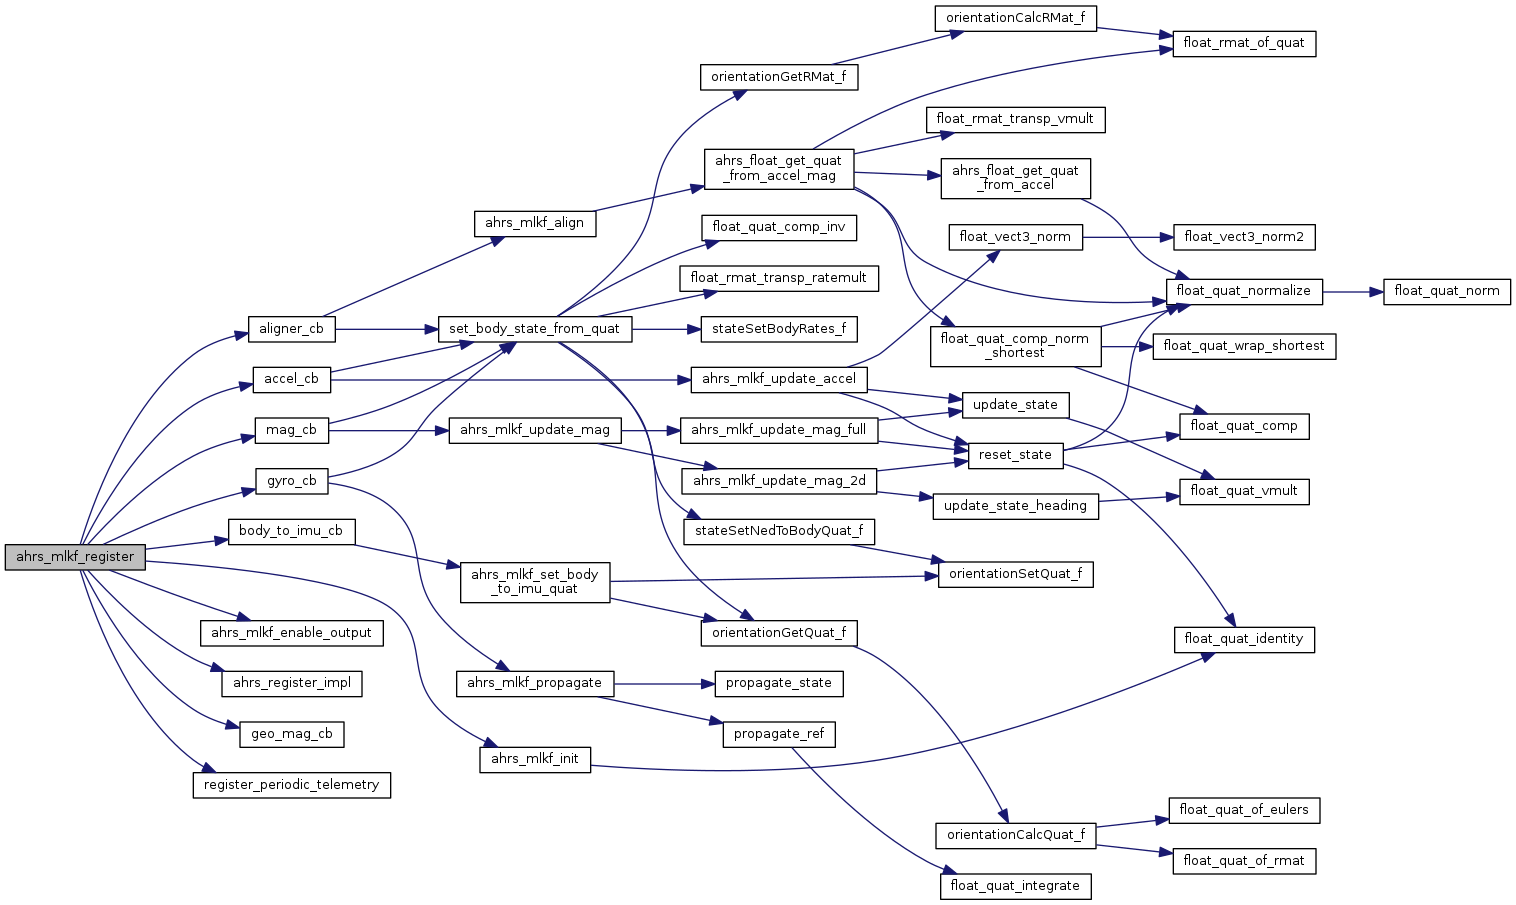 orientationCalcRMat_f
float_rmat_of_quat
orientationGetRMat_f
float_rmat_transp_vmult
ahrs_float_get_quat
_from_accel_mag
ahrs_float_get_quat
_from_accel
ahrs_mlkf_align
float_quat_comp_inv
float_vect3_norm
float_vect3_norm2
float_rmat_transp_ratemult
float_quat_normalize
float_quat_norm
aligner_cb
set_body_state_from_quat
stateSetBodyRates_f
float_quat_comp_norm
_shortest
float_quat_wrap_shortest
accel_cb
ahrs_mlkf_update_accel
update_state
mag_cb
ahrs_mlkf_update_mag
ahrs_mlkf_update_mag_full
float_quat_comp
reset_state
gyro_cb
ahrs_mlkf_update_mag_2d
float_quat_vmult
update_state_heading
body_to_imu_cb
stateSetNedToBodyQuat_f
ahrs_mlkf_register
ahrs_mlkf_set_body
_to_imu_quat
orientationSetQuat_f
ahrs_mlkf_enable_output
orientationGetQuat_f
float_quat_identity
ahrs_register_impl
ahrs_mlkf_propagate
propagate_state
geo_mag_cb
propagate_ref
ahrs_mlkf_init
register_periodic_telemetry
float_quat_of_eulers
orientationCalcQuat_f
float_quat_of_rmat
float_quat_integrate